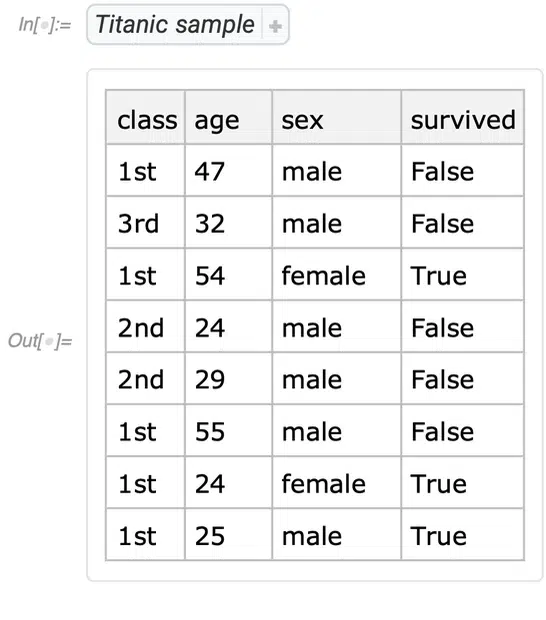 In[•]:= Titanic sample +
class age sex survived
1st 47 male False
3rd 32 male False
1st 54 female True
2nd 24 male False
Out[•]=
2nd 29 male False
1st 55 male False
1st 24 female True
1st 25 male True